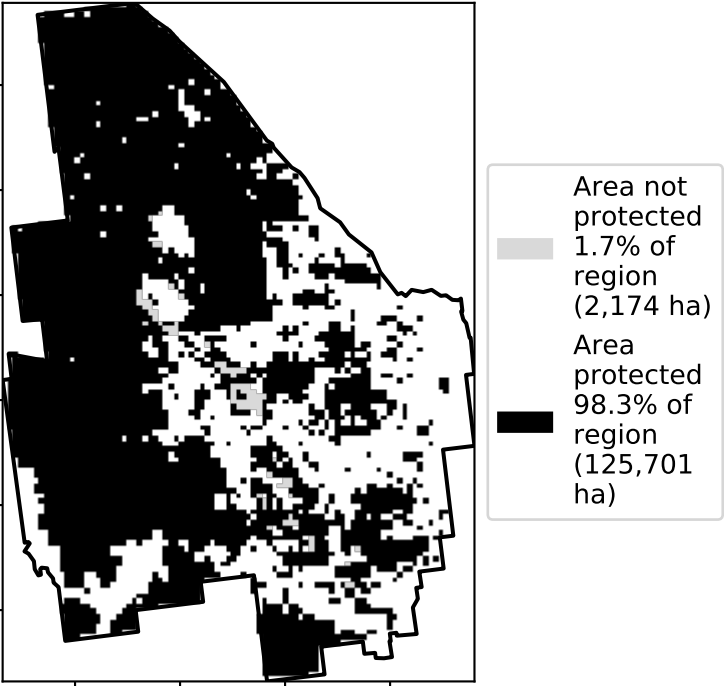 Area not
protected
1.7% of
region
(2,174 ha)
Area
protected
98.3% of
region
(125,701
ha)